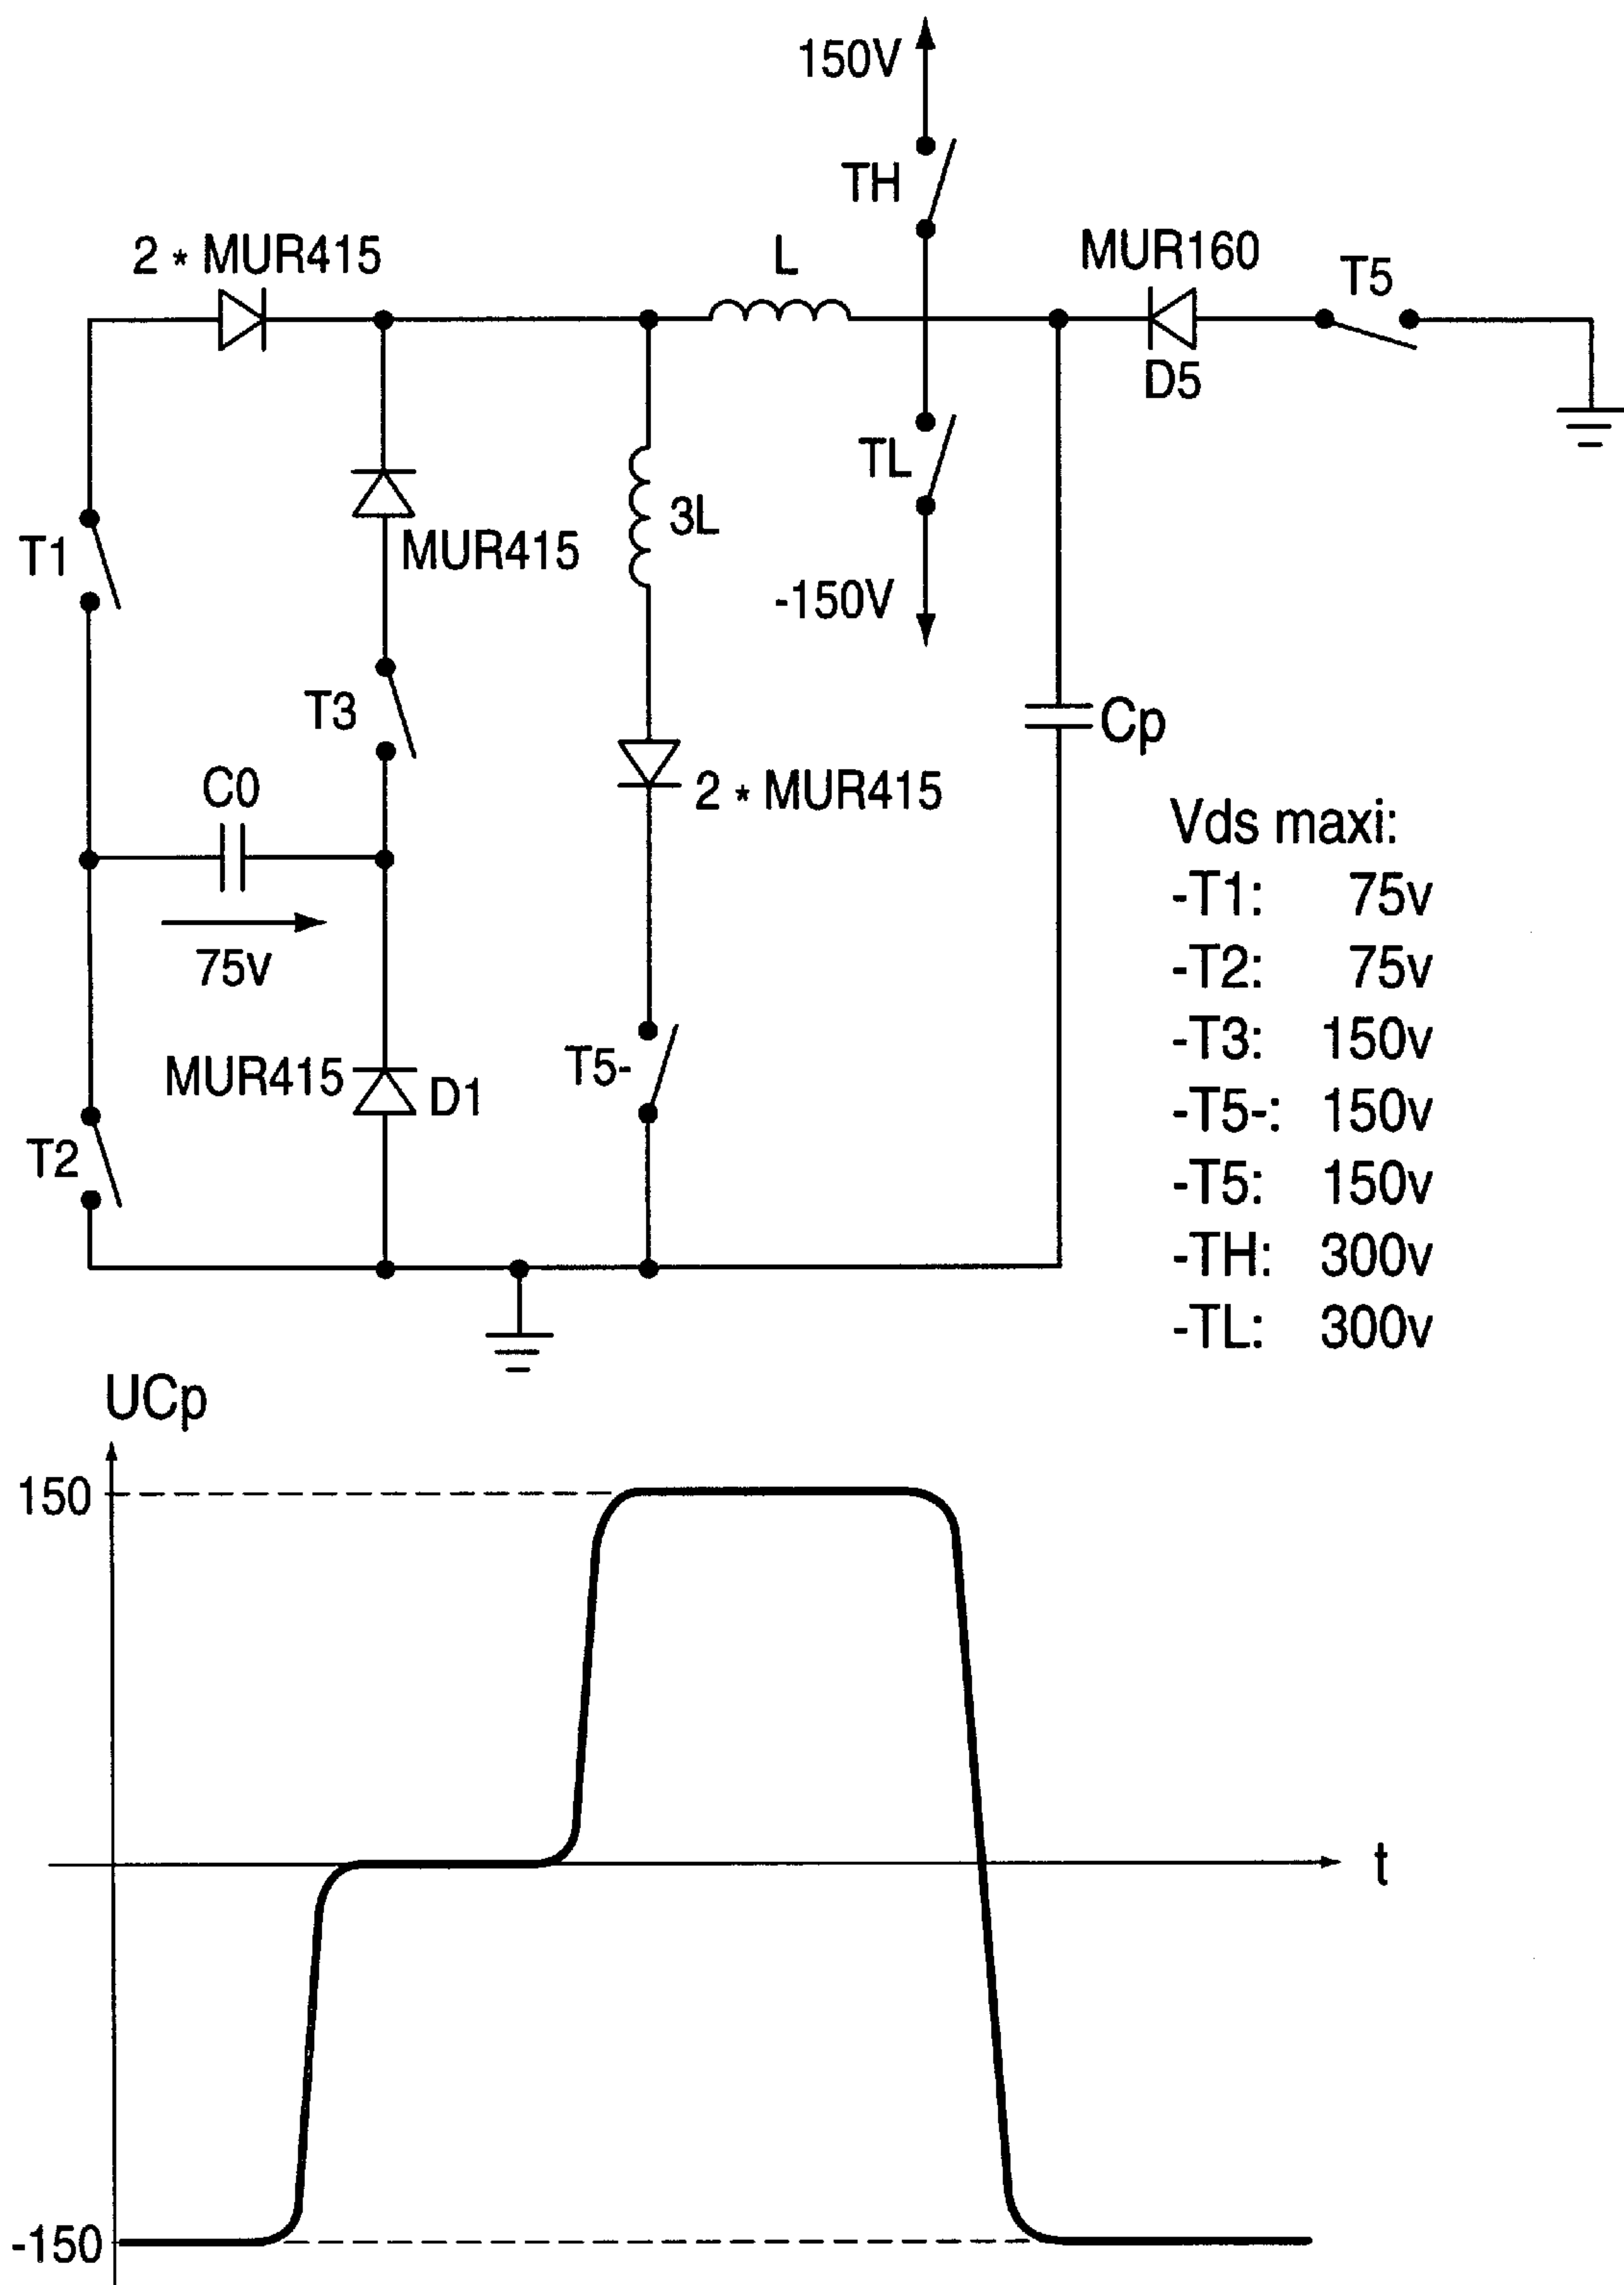 150V
TH
2 * MUR415
L
MUR160
T5
D5
TL
T1
MUR415
3L
-150V
T3
Cp
C0
2 * MUR415
75v
Vds maxi:
-T1: 75v
-T2: 75v
-T3: 150v
-T5-: 150v
-T5: 150v
-TH: 300v
-TL: 300v
T5-
MUR415
D1
T2
UCp
150
t
-150